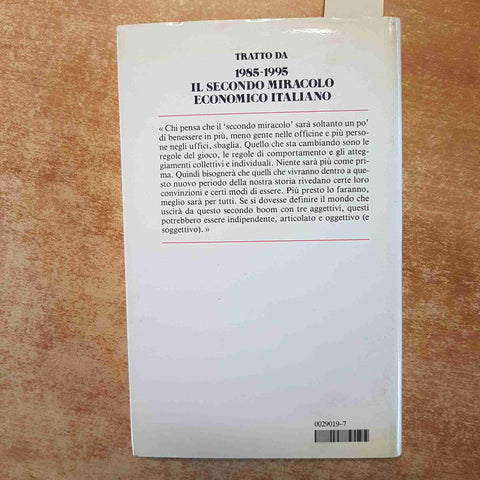 TRATTO DA
1985-1995
IL SECONDO MIRACOLO
ECONOMICO ITALIANO
« Chi pensa che il ‘secondo miracolo’ sarà soltanto un po’
di benessere in più, meno gente nelle officine e più perso-
ne negli uffici, sbaglia. Quello che sta cambiando sono le
regole del gioco, le regole di comportamento e gli atteg-
giamenti collettivi e individuali. Niente sarà più come pri-
ma. Quindi bisognerà che quelli che vivranno dentro a que-
sto nuovo periodo della nostra storia rivedano certe loro
convinzioni e certi modi di essere. Più presto lo faranno,
meglio sarà per tutti. Se si dovesse definire il mondo che
uscirà da questo secondo boom con tre aggettivi, questi
potrebbero essere indipendente, articolato e oggettivo (e
soggettivo). »
0029019-7